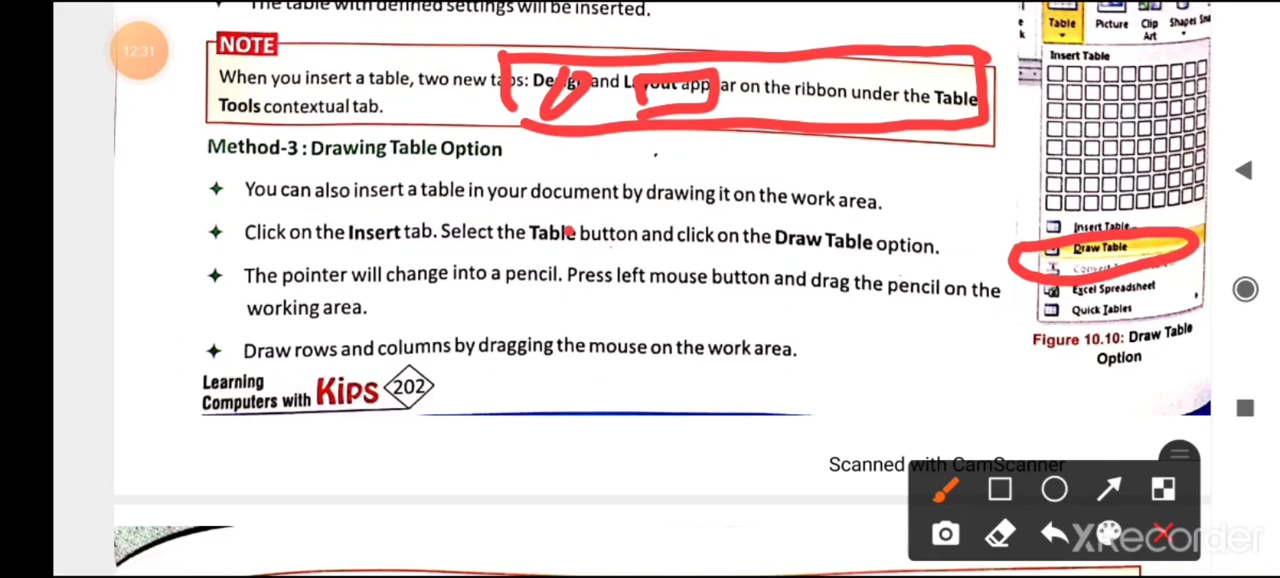 The table with defined settings will be inserted.
12:31
NOTE
When you insert a table, two new tabs: Design and Layout appear on the ribbon under the Table
Tools contextual tab.
Method-3 : Drawing Table Option
You can also insert a table in your document by drawing it on the work area.
Click on the Insert tab. Select the Table button and click on the Draw Table option.
The pointer will change into a pencil. Press left mouse button and drag the pencil on the
working area.
Draw rows and columns by dragging the mouse on the work area.
Learning
Computers with Kips 202
Table Picture Clip Shapes
Art
Insert Table
Insert Table...
Draw Table
Excel Spreadsheet
Quick Tables
Figure 10.10: Draw Table
Option
Scanned with CamScanner
XRecorder